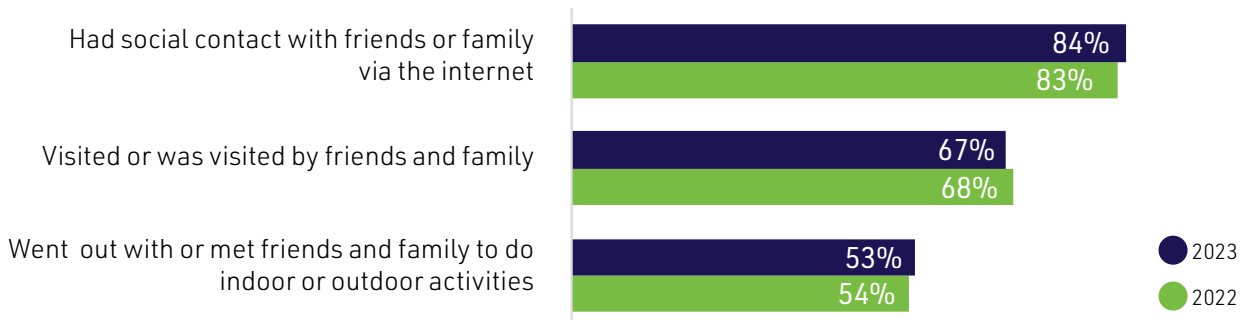 Had social contact with friends or family
via the internet
84%
83%
Visited or was visited by friends and family
67%
68%
Went out with or met friends and family to do
indoor or outdoor activities
53%
54%
2023
2022